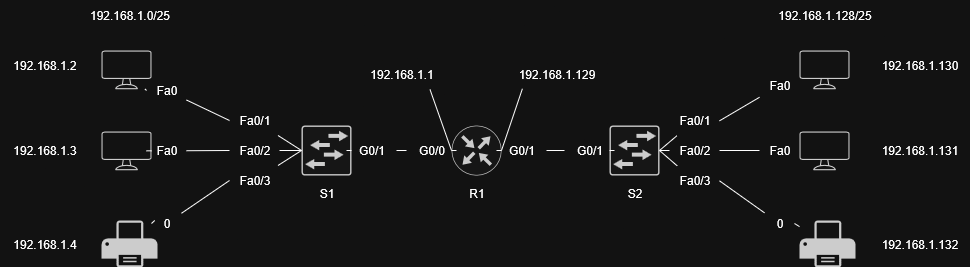 192.168.1.0/25
192.168.1.128/25
192.168.1.2
Fa0
192.168.1.1
192.168.1.129
Fa0
192.168.1.130
Fa0/1
Fa0/1
192.168.1.3
Fa0
Fa0/2
G0/1
G0/0
G0/1
G0/1
Fa0/2
Fa0
192.168.1.131
Fa0/3
S1
R1
S2
Fa0/3
0
0
192.168.1.4
192.168.1.132